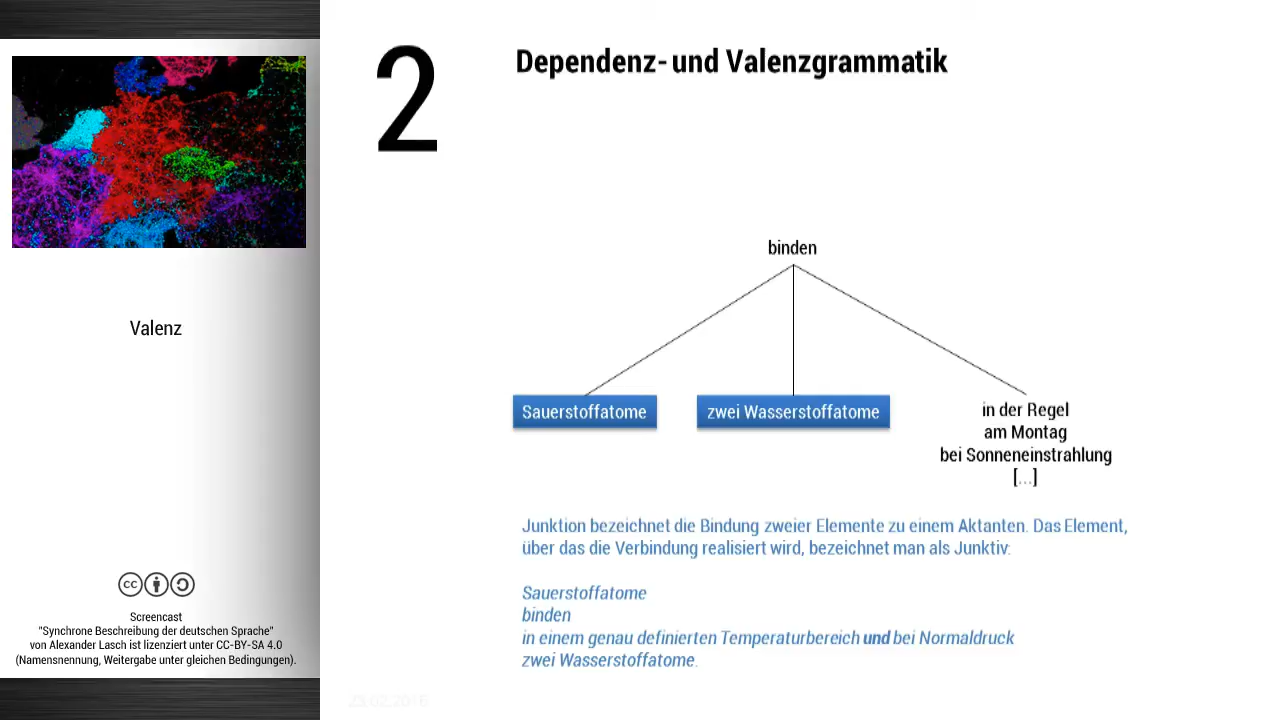 2
Dependenz- und Valenzgrammatik
binden
Valenz
Sauerstoffatome
zwei Wasserstoffatome
in der Regel
am Montag
bei Sonneneinstrahlung
[...]
Junktion bezeichnet die Bindung zweier Elemente zu einem Aktanten. Das Element,
über das die Verbindung realisiert wird, bezeichnet man als Junktiv:
Sauerstoffatome
binden
in einem genau definierten Temperaturbereich und bei Normaldruck
zwei Wasserstoffatome.
cc
Screencast
"Synchrone Beschreibung der deutschen Sprache"
von Alexander Lasch ist lizenziert unter CC-BY-SA 4.0
(Namensnennung, Weitergabe unter gleichen Bedingungen).